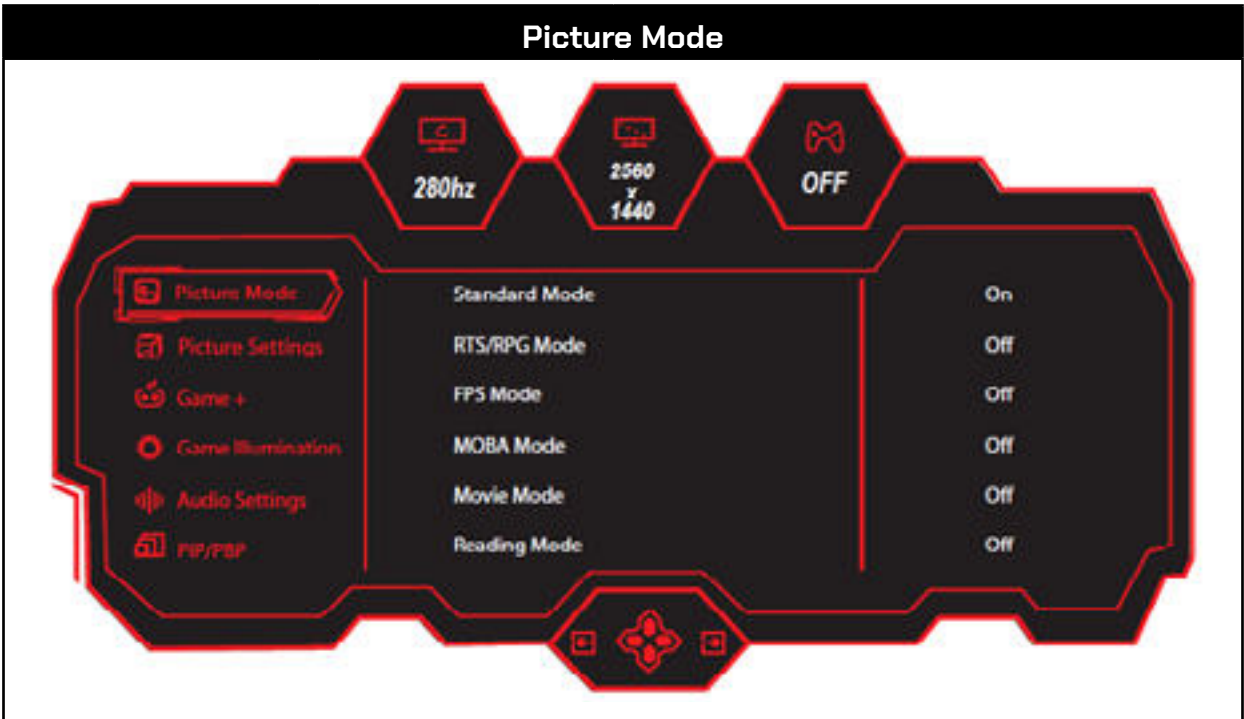 Picture Mode
280hz
2560
x
1440
OFF
Picture Mode
Standard Mode
On
Picture Settings
RTS/RPG Mode
Off
Game +
FPS Mode
Off
Game Illumination
MOBA Mode
Off
Audio Settings
Movie Mode
Off
PIP/PBP
Reading Mode
Off